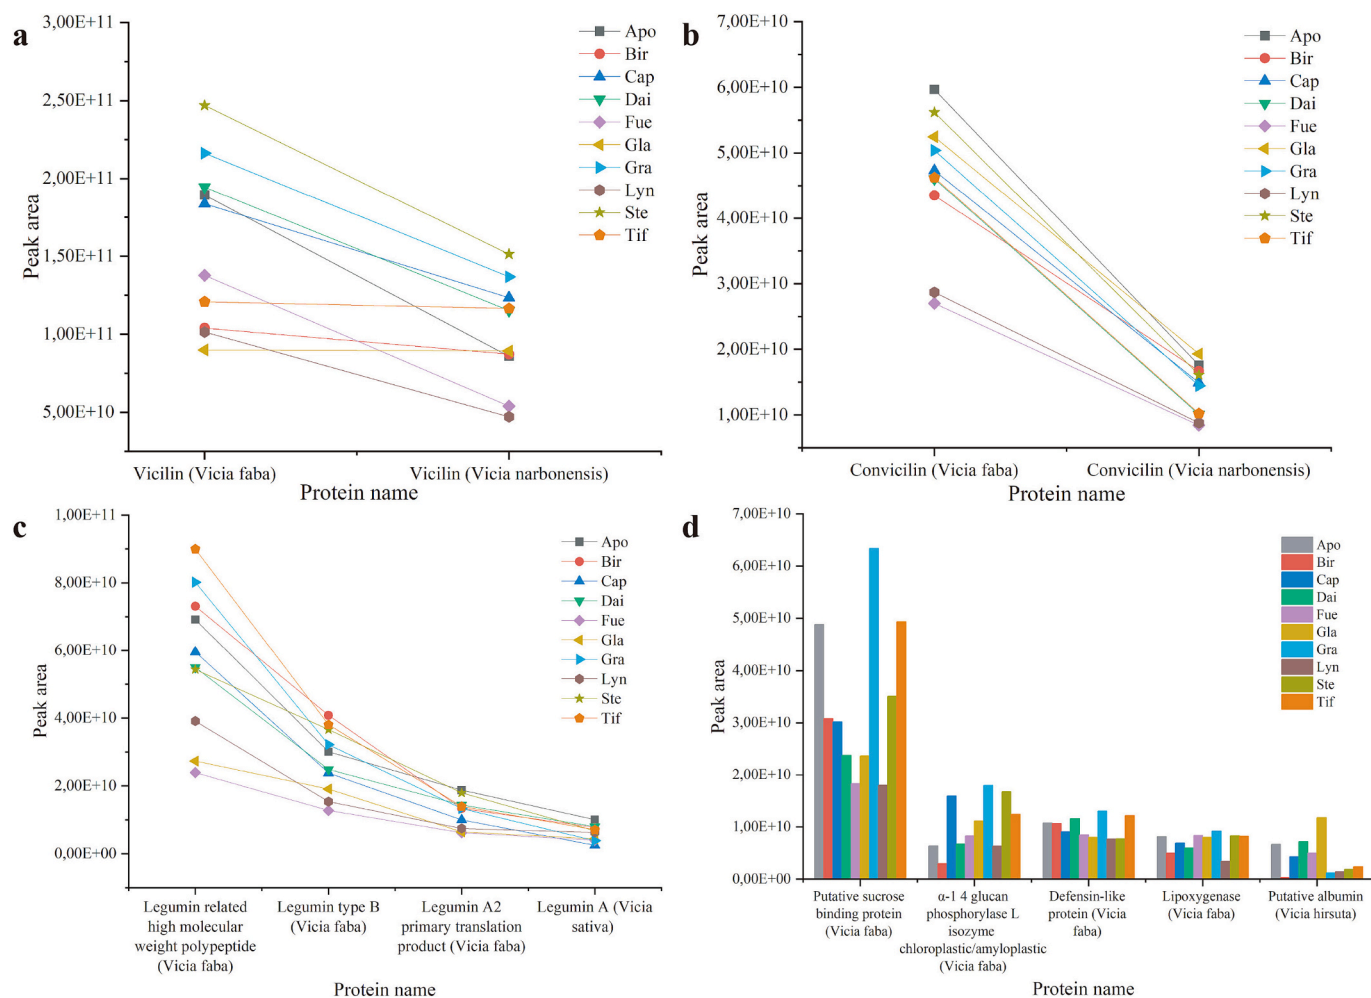 a
3,00E+11
2,50E+11
2,00E+11
1,50E+11
1,00E+11
5,00E+10
Peak area
Apo
Bir
Cap
Dai
Fue
Gla
Gra
Lyn
Ste
Tif
Vicilin (Vicia faba)
Vicilin (Vicia narbonensis)
Protein name
b
7,00E+10
6,00E+10
5,00E+10
4,00E+10
3,00E+10
2,00E+10
1,00E+10
Peak area
Apo
Bir
Cap
Dai
Fue
Gla
Gra
Lyn
Ste
Tif
Convicilin (Vicia faba)
Convicilin (Vicia narbonensis)
Protein name
c
1,00E+11
8,00E+10
6,00E+10
4,00E+10
2,00E+10
0,00E+00
Peak area
Apo
Bir
Cap
Dai
Fue
Gla
Gra
Lyn
Ste
Tif
Legumin related
high molecular
weight polypeptide
(Vicia faba)
Legumin type B
(Vicia faba)
Legumin A2
primary translation
product (Vicia faba)
Legumin A (Vicia
sativa)
Protein name
d
7,00E+10
6,00E+10
5,00E+10
4,00E+10
3,00E+10
2,00E+10
1,00E+10
0,00E+00
Peak area
Apo
Bir
Cap
Dai
Fue
Gla
Gra
Lyn
Ste
Tif
Putative sucrose
binding protein
(Vicia faba)
α-1 4 glucan
phosphorylase L
isozyme
chloroplastic/amyloplastic
(Vicia faba)
Defensin-like
protein (Vicia
faba)
Lipoxygenase
(Vicia faba)
Putative albumin
(Vicia hirsuta)
Protein name